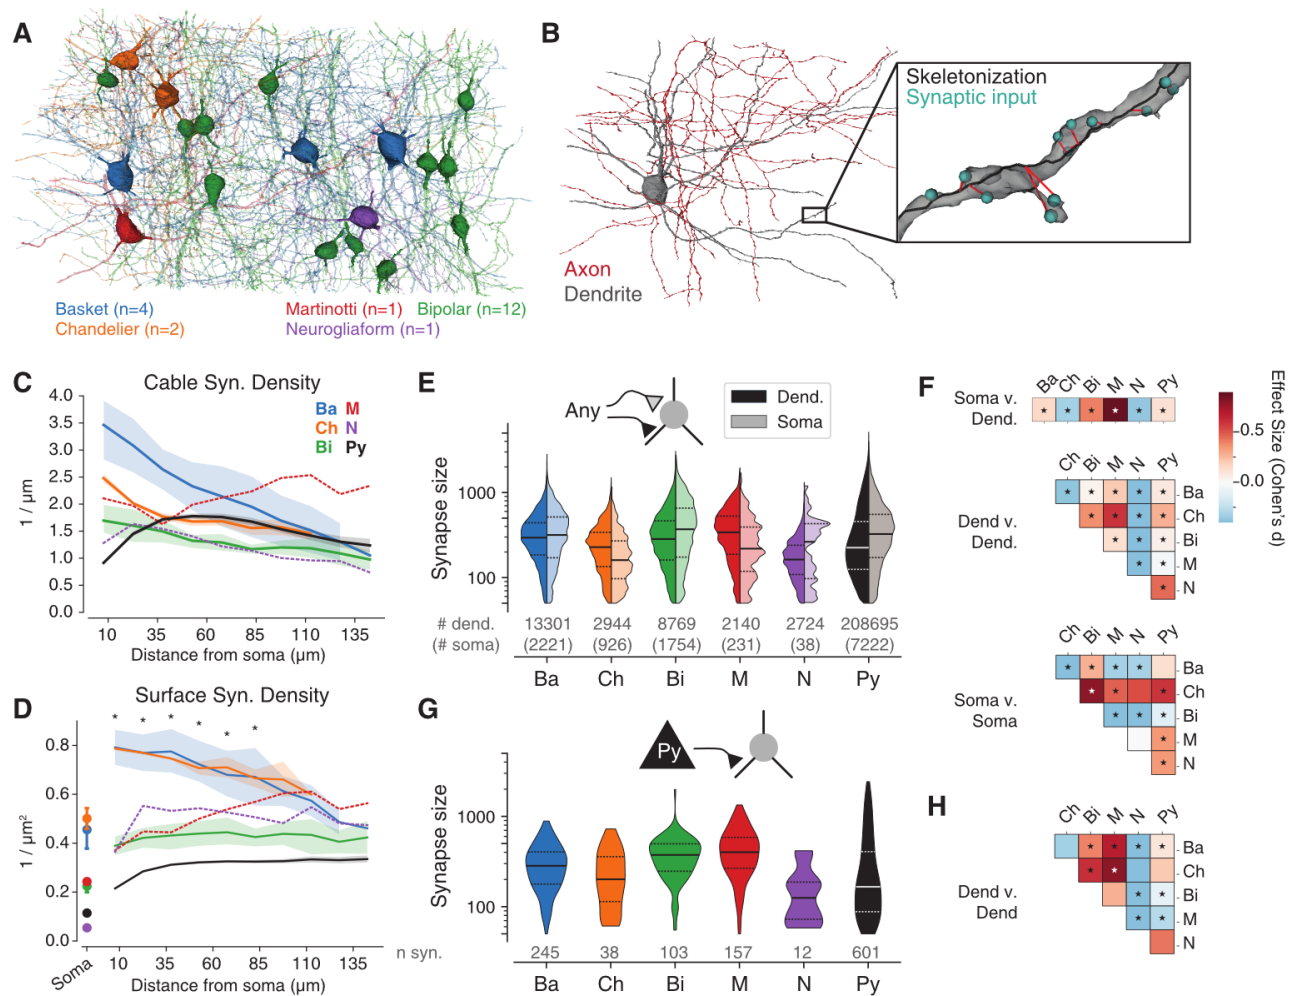 A
Basket (n=4)
Martinotti (n=1)
Bipolar (n=12)
Chandelier (n=2)
Neurogliaform (n=1)
B
Skeletonization
Synaptic input
Axon
Dendrite
C
Cable Syn. Density
4.0
3.5
3.0
2.5
2.0
1.5
1.0
0.5
0.0
1 / μm
Ba M
Ch N
Bi Py
10 35 60 85 110 135
Distance from soma (μm)
D
Surface Syn. Density
* * * * * *
0.8
0.6
0.4
0.2
0.0
1 / μm²
Soma
10 35 60 85 110 135
Distance from soma (μm)
E
Any
Dend.
Soma
Synapse size
1000
100
# dend. 13301 2944 8769 2140 2724 208695
(# soma) (2221) (926) (1754) (231) (38) (7222)
Ba Ch Bi M N Py
G
Py
Synapse size
1000
100
n syn. 245 38 103 157 12 601
Ba Ch Bi M N Py
F
Ba Ch Bi M N Py
Soma v.
Dend.
* * * * * *
Effect Size (Cohen's d)
0.5
0.0
Ch Bi M N Py
Dend v.
Dend.
* * * * * Ba
* * * * Ch
* * * Bi
* * M
* N
Ch Bi M N Py
Soma v.
Soma
* * * * Ba
* * * Ch
* * * Bi
* M
* N
H
Ch Bi M N Py
Dend v.
Dend
* * * * Ba
* * Ch
* * Bi
* * M
N